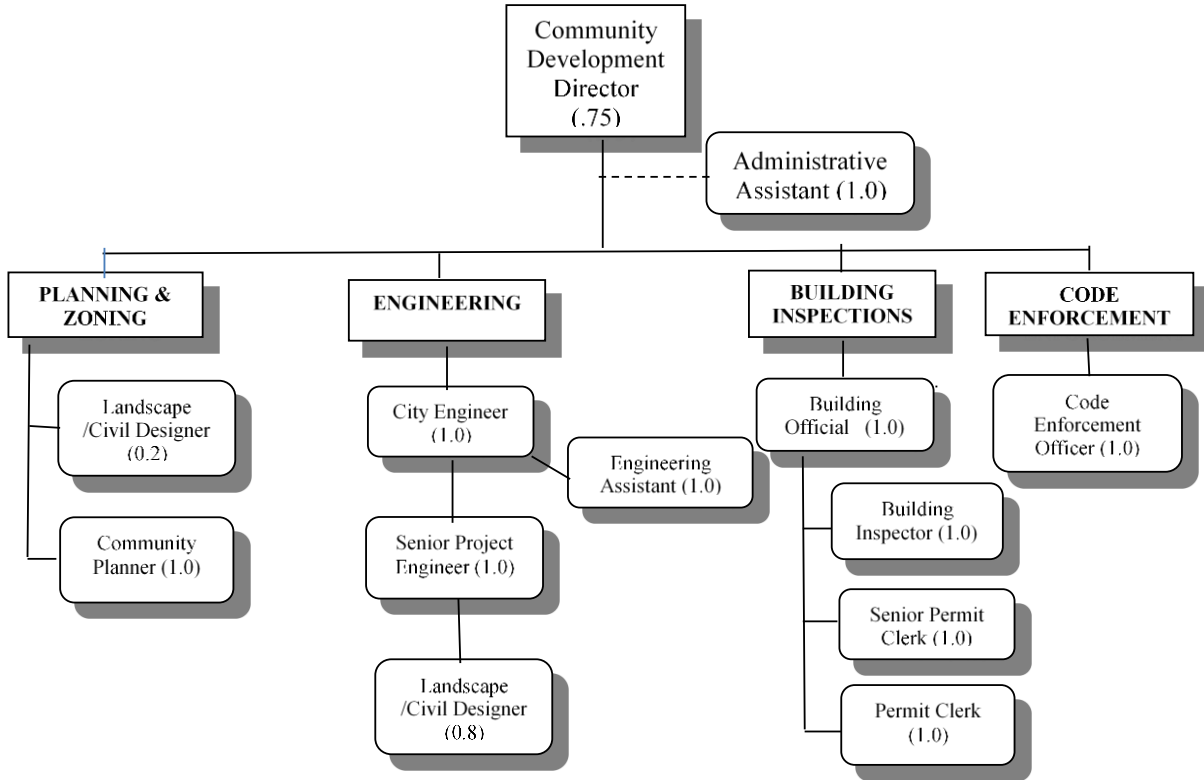 Community
Development
Director
(.75)
Administrative
Assistant (1.0)
PLANNING &
ZONING
ENGINEERING
BUILDING
INSPECTIONS
CODE
ENFORCEMENT
Landscape
/Civil Designer
(0.2)
Community
Planner (1.0)
City Engineer
(1.0)
Engineering
Assistant (1.0)
Senior Project
Engineer (1.0)
Landscape
/Civil Designer
(0.8)
Building
Official (1.0)
Building
Inspector (1.0)
Senior Permit
Clerk (1.0)
Permit Clerk
(1.0)
Code
Enforcement
Officer (1.0)